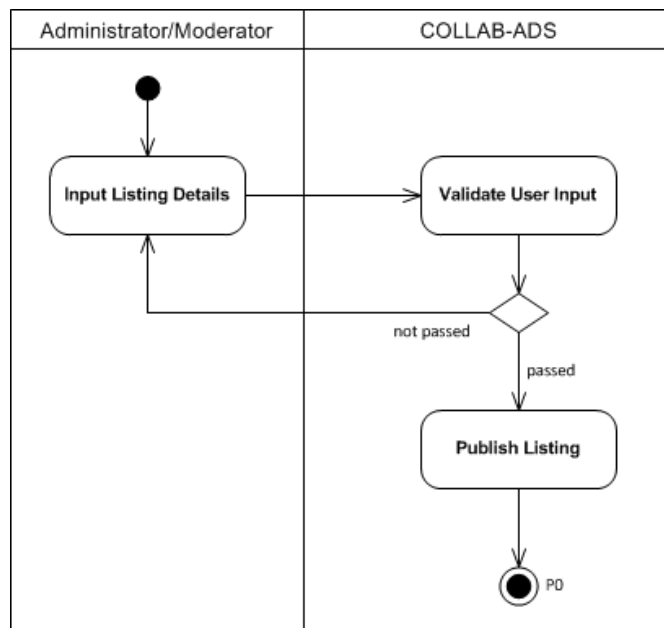 Administrator/Moderator
COLLAB-ADS
Input Listing Details
Validate User Input
not passed
passed
Publish Listing
P0